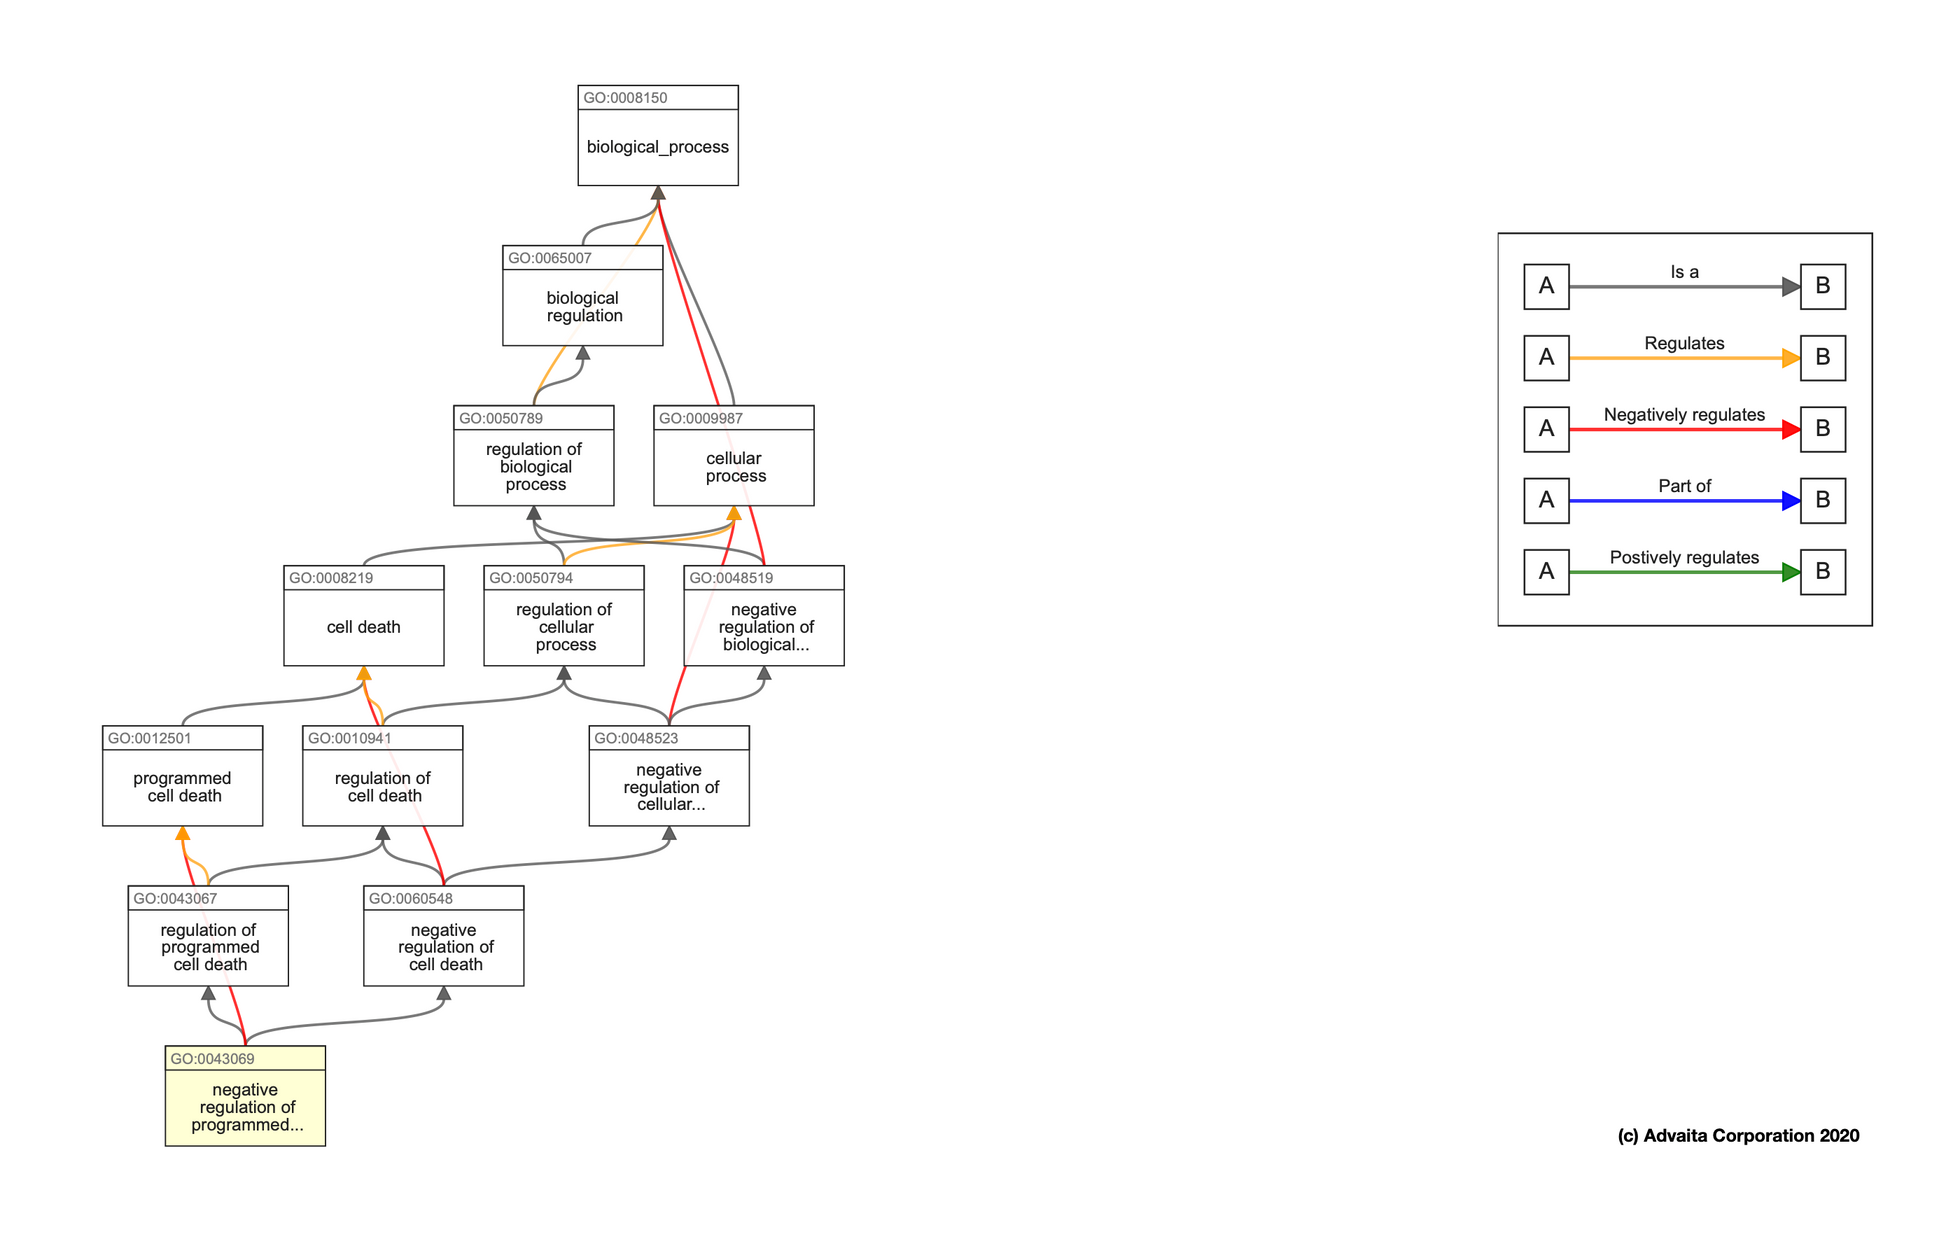 GO:0008150
biological_process
GO:0065007
biological
regulation
GO:0050789
regulation of
biological
process
GO:0009987
cellular
process
GO:0008219
cell death
GO:0050794
regulation of
cellular
process
GO:0048519
negative
regulation of
biological...
GO:0012501
programmed
cell death
GO:0010941
regulation of
cell death
GO:0048523
negative
regulation of
cellular...
GO:0043067
regulation of
programmed
cell death
GO:0060548
negative
regulation of
cell death
GO:0043069
negative
regulation of
programmed...
A Is a B
A Regulates B
A Negatively regulates B
A Part of B
A Postively regulates B
(c) Advaita Corporation 2020